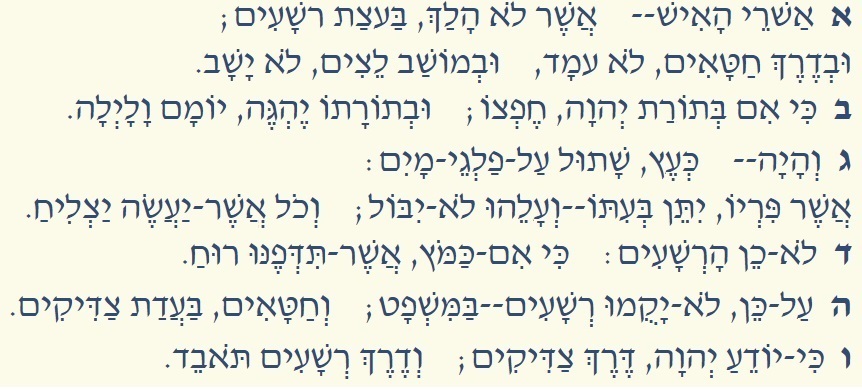 א אַשְׁרֵי הָאִישׁ-- אֲשֶׁר לֹא הָלַךְ, בַּעֲצַת רְשָׁעִים;
וּבְדֶרֶךְ חַטָּאִים, לֹא עָמָד, וּבְמוֹשַׁב לֵצִים, לֹא יָשָׁב.
ב כִּי אִם בְּתוֹרַת יְהוָה, חֶפְצוֹ; וּבְתוֹרָתוֹ יֶהְגֶּה, יוֹמָם וָלָיְלָה.
ג וְהָיָה-- כְּעֵץ, שָׁתוּל עַל-פַּלְגֵי-מָיִם:
אֲשֶׁר פִּרְיוֹ, יִתֵּן בְּעִתּוֹ--וְעָלֵהוּ לֹא-יִבּוֹל; וְכֹל אֲשֶׁר-יַעֲשֶׂה יַצְלִיחַ.
ד לֹא-כֵן הָרְשָׁעִים: כִּי אִם-כַּמֹּץ, אֲשֶׁר-תִּדְּפֶנּוּ רוּחַ.
ה עַל-כֵּן, לֹא-יָקֻמוּ רְשָׁעִים--בַּמִּשְׁפָּט; וְחַטָּאִים, בַּעֲדַת צַדִּיקִים.
ו כִּי-יוֹדֵעַ יְהוָה, דֶּרֶךְ צַדִּיקִים; וְדֶרֶךְ רְשָׁעִים תֹּאבֵד.